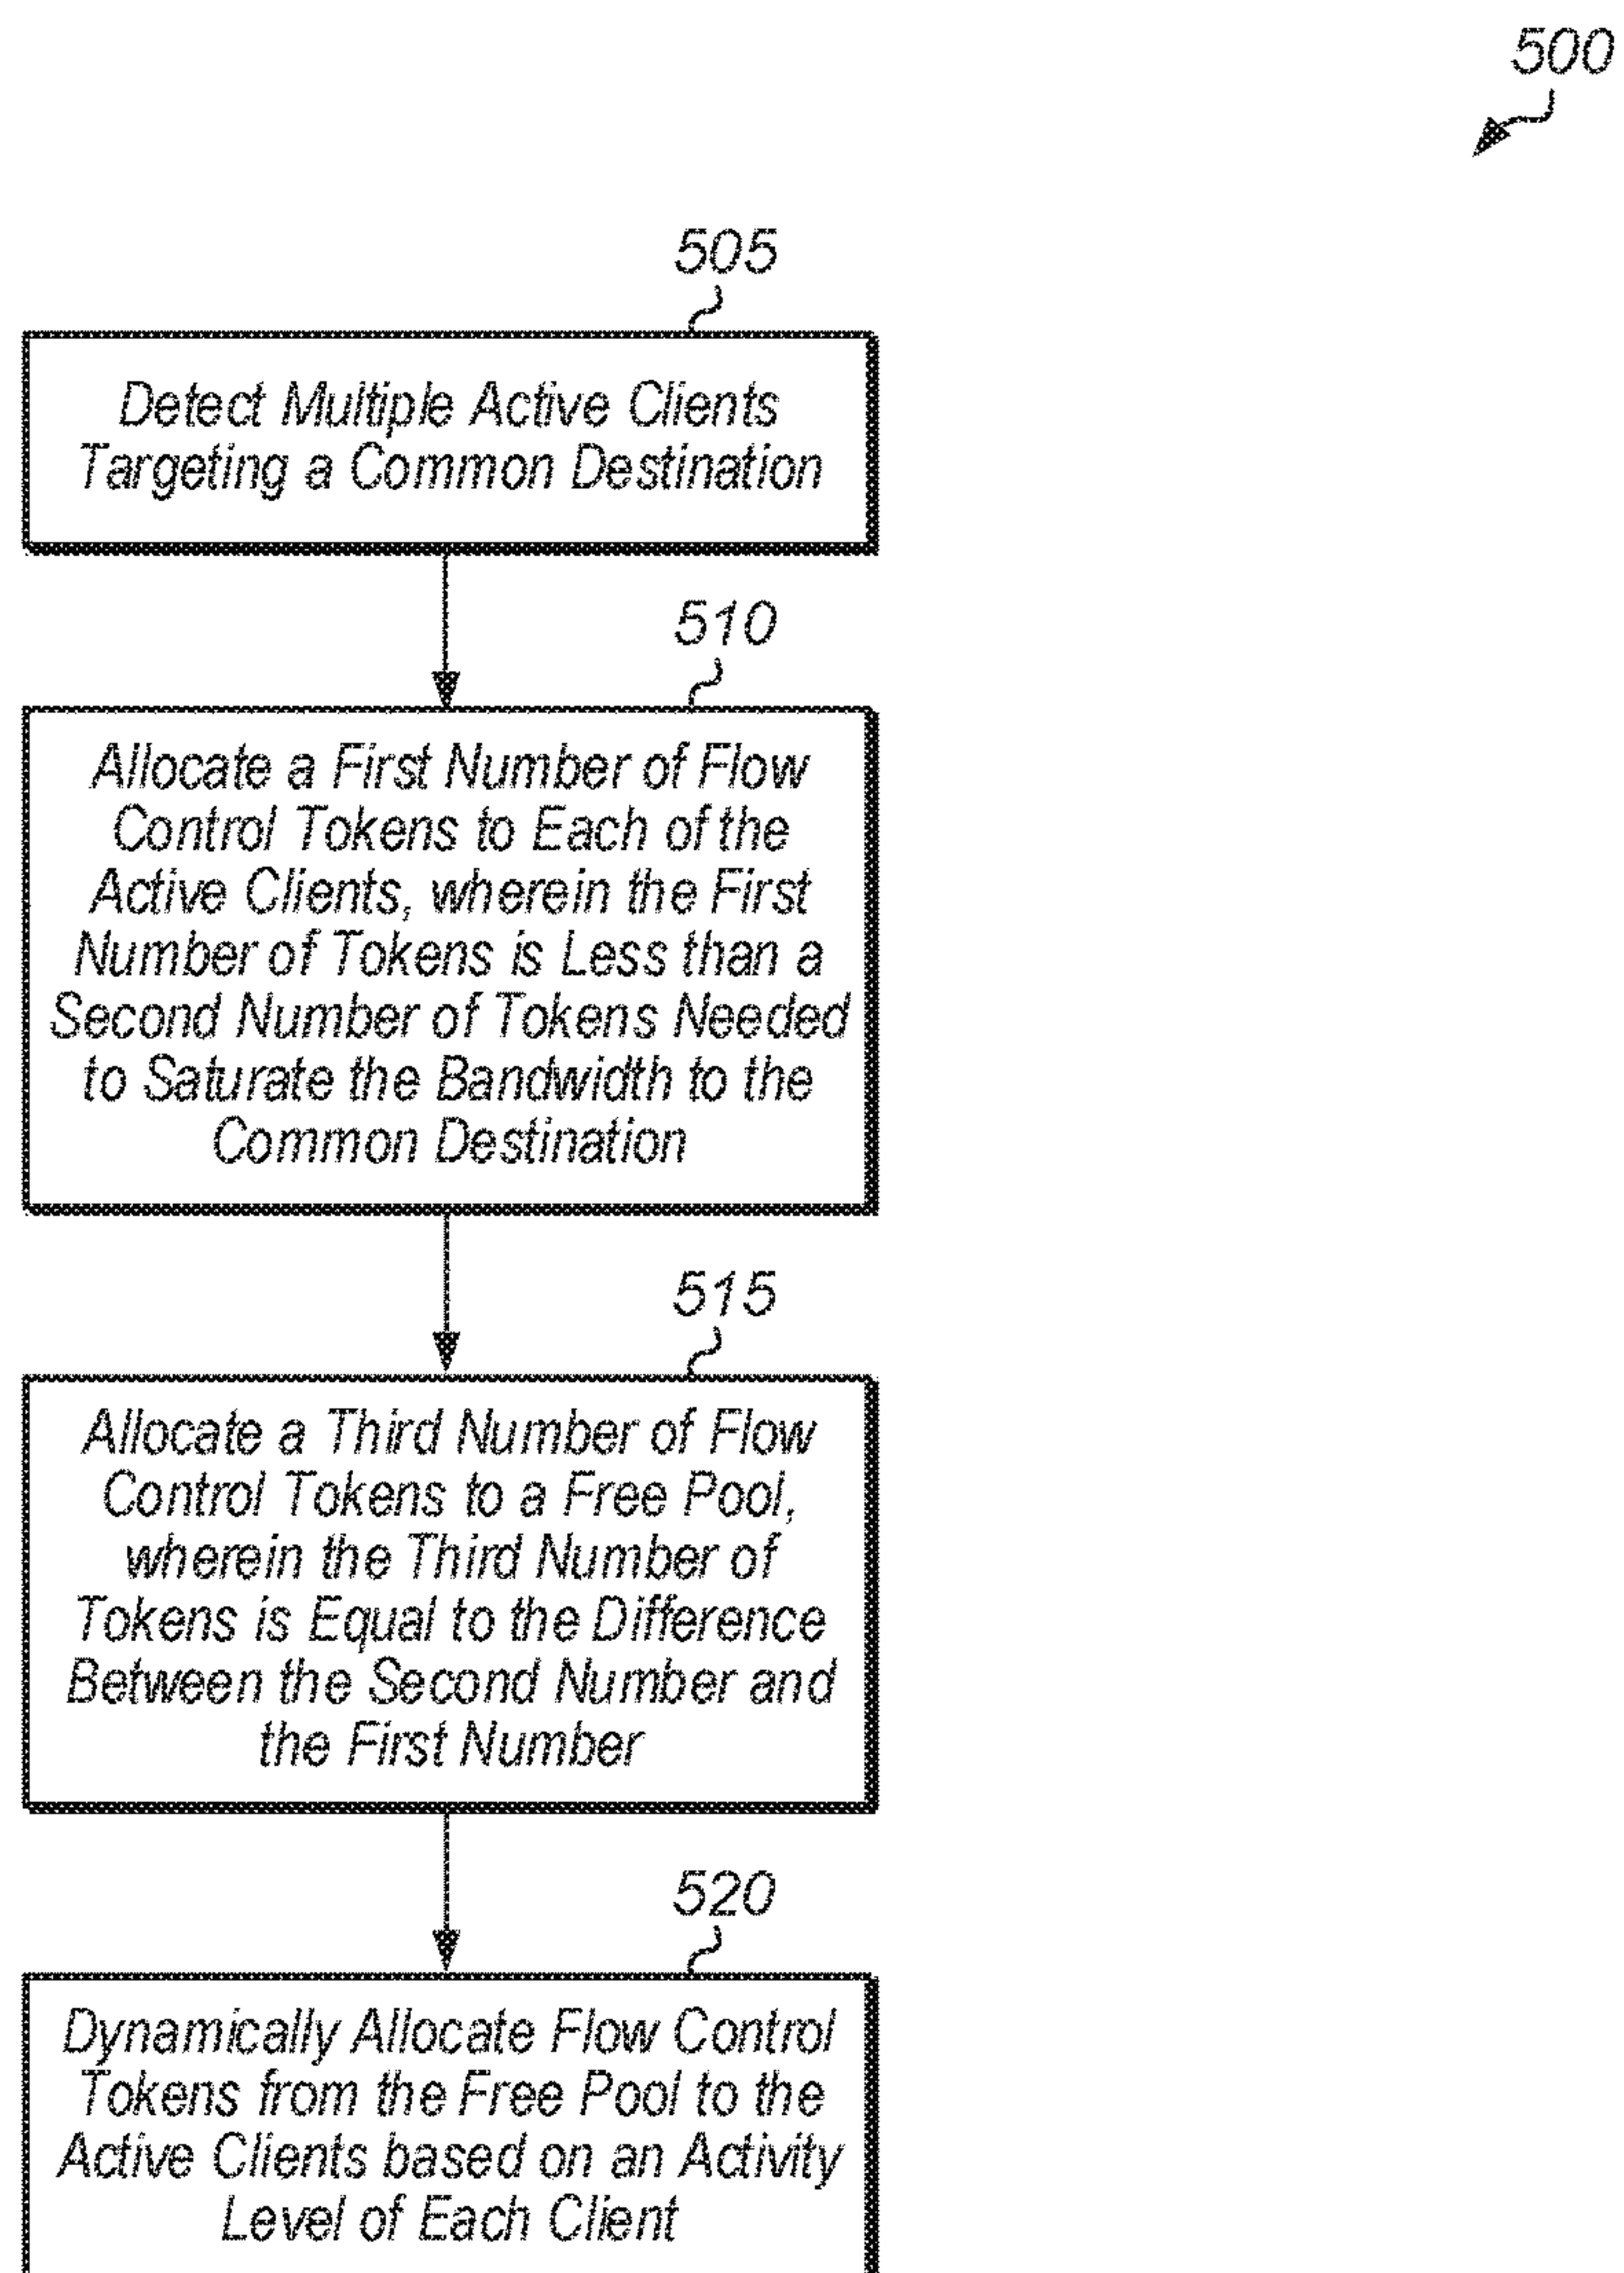 500
505
Detect Multiple Active Clients
Targeting a Common Destination
510
Allocate a First Number of Flow
Control Tokens to Each of the
Active Clients, wherein the First
Number of Tokens is Less than a
Second Number of Tokens Needed
to Saturate the Bandwidth to the
Common Destination
515
Allocate a Third Number of Flow
Control Tokens to a Free Pool,
wherein the Third Number of
Tokens is Equal to the Difference
Between the Second Number and
the First Number
520
Dynamically Allocate Flow Control
Tokens from the Free Pool to the
Active Clients based on an Activity
Level of Each Client